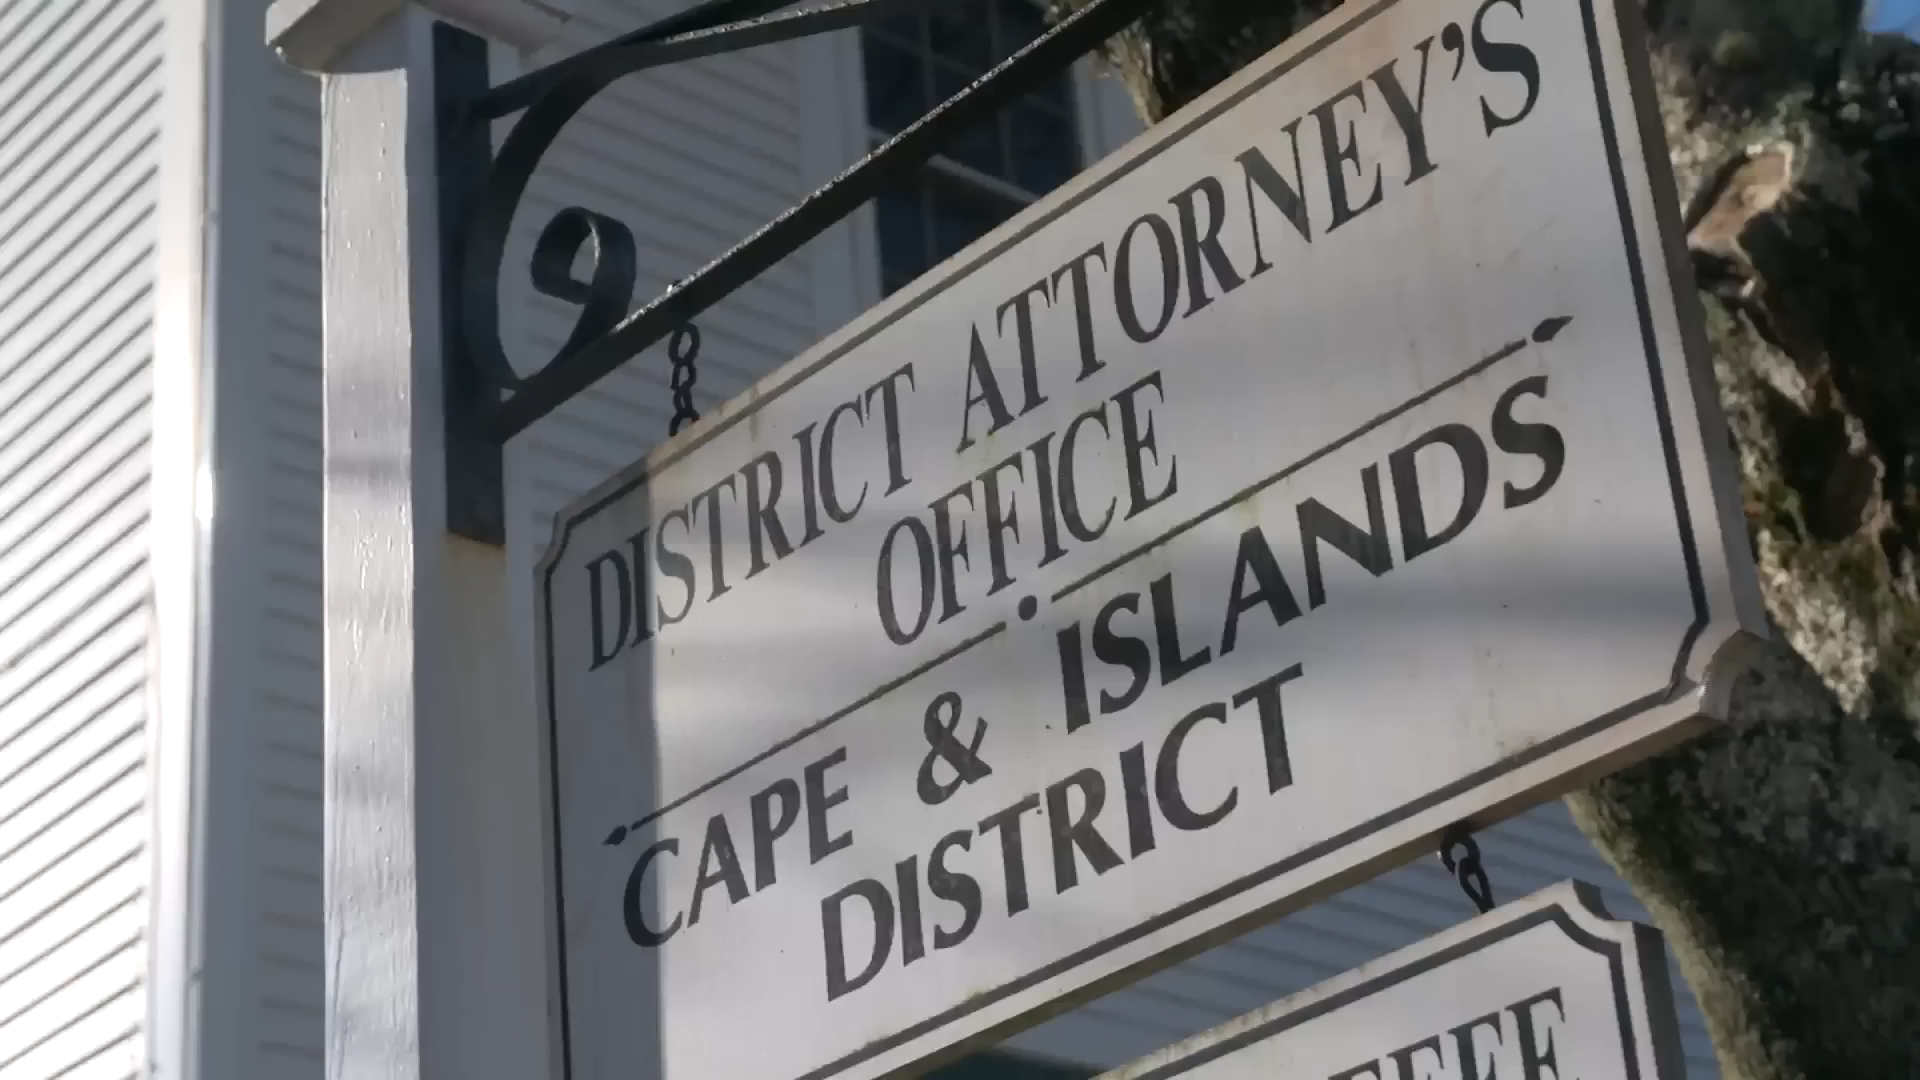 DISTRICT ATTORNEY'S
OFFICE
CAPE & ISLANDS
DISTRICT